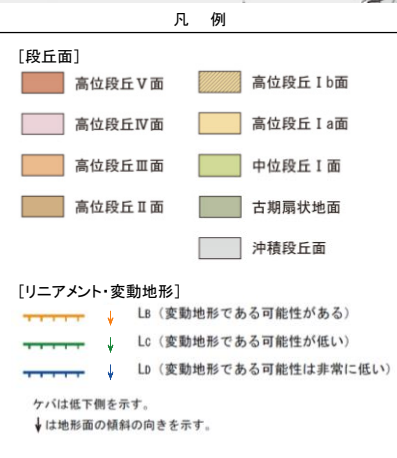 凡 例
[段丘面]
高位段丘Ⅴ面
高位段丘Ⅳ面
高位段丘Ⅲ面
高位段丘Ⅱ面
高位段丘Ⅰb面
高位段丘Ⅰa面
中位段丘Ⅰ面
古期扇状地面
沖積段丘面
[リニアメント・変動地形]
LB（変動地形である可能性がある）
LC（変動地形である可能性が低い）
LD（変動地形である可能性は非常に低い）
ケバは低下側を示す。
↓は地形面の傾斜の向きを示す。